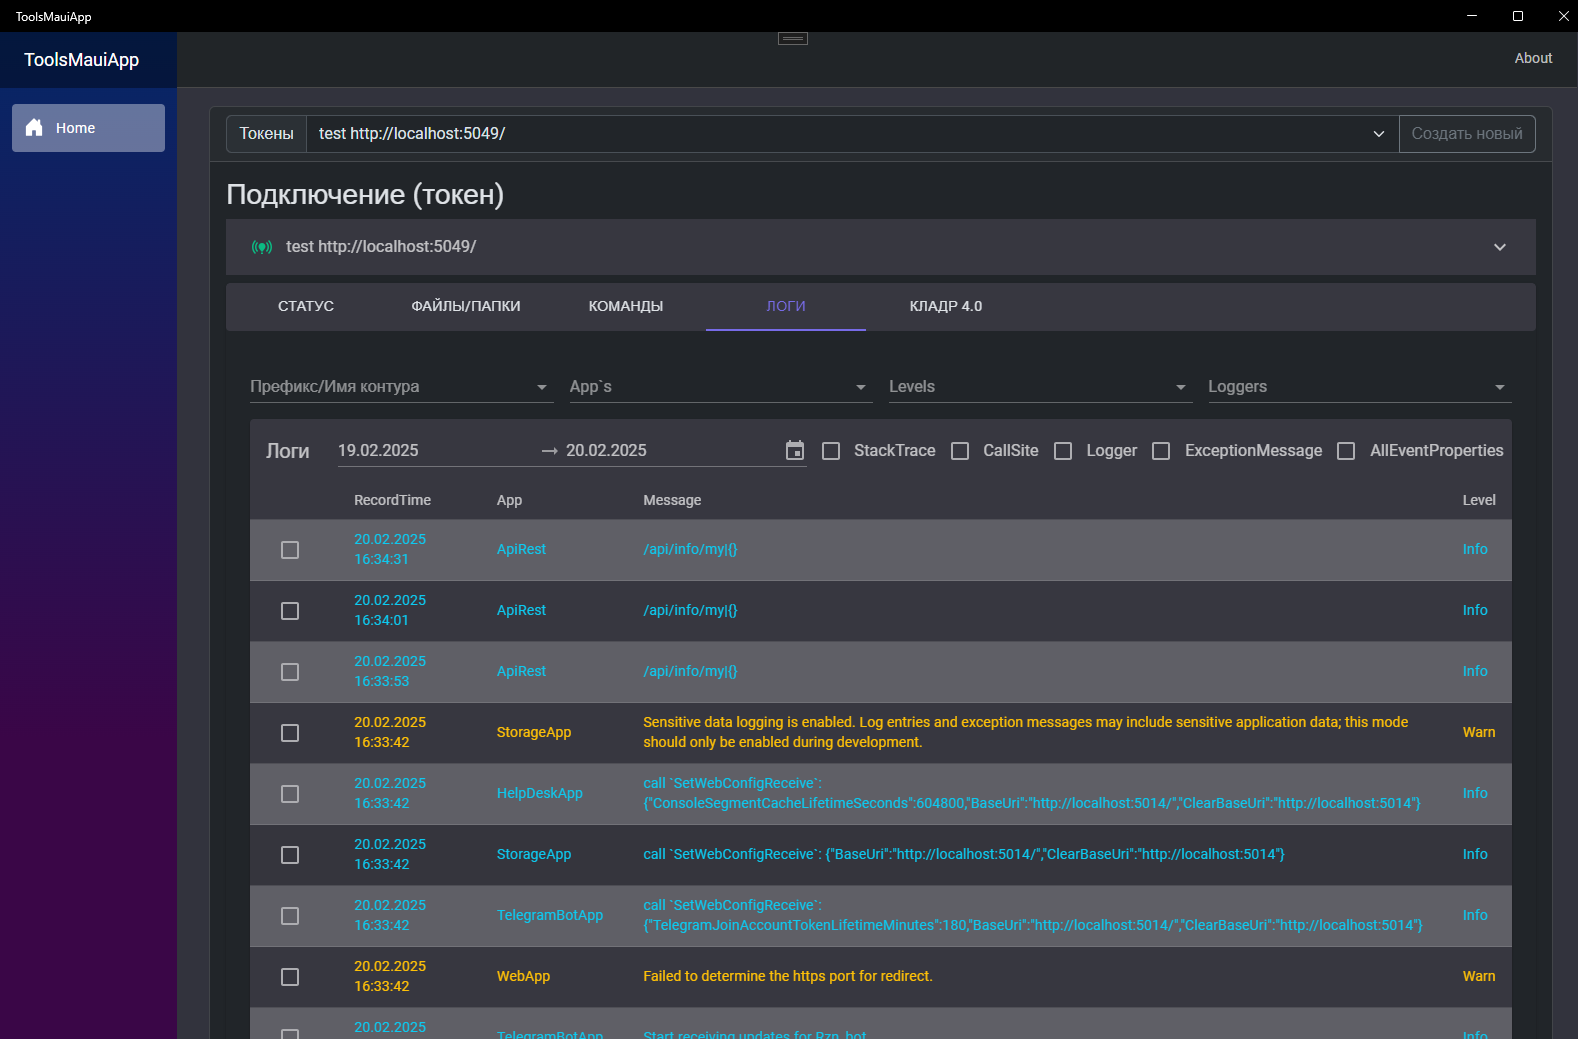 ToolsMauiApp
ToolsMauiApp
About
Home
Токены
test http://localhost:5049/
Создать новый
Подключение (токен)
test http://localhost:5049/
СТАТУС
ФАЙЛЫ/ПАПКИ
КОМАНДЫ
ЛОГИ
КЛАДР 4.0
Префикс/Имя контура
App`s
Levels
Loggers
Логи
19.02.2025
20.02.2025
StackTrace
CallSite
Logger
ExceptionMessage
AllEventProperties
RecordTime
App
Message
Level
20.02.2025
16:34:31
ApiRest
/api/info/my|{}
Info
20.02.2025
16:34:01
ApiRest
/api/info/my|{}
Info
20.02.2025
16:33:53
ApiRest
/api/info/my|{}
Info
20.02.2025
16:33:42
StorageApp
Sensitive data logging is enabled. Log entries and exception messages may include sensitive application data; this mode
should only be enabled during development.
Warn
20.02.2025
16:33:42
HelpDeskApp
call `SetWebConfigReceive`:
{"ConsoleSegmentCacheLifetimeSeconds":604800,"BaseUri":"http://localhost:5014/","ClearBaseUri":"http://localhost:5014"}
Info
20.02.2025
16:33:42
StorageApp
call `SetWebConfigReceive`: {"BaseUri":"http://localhost:5014/","ClearBaseUri":"http://localhost:5014"}
Info
20.02.2025
16:33:42
TelegramBotApp
call `SetWebConfigReceive`:
{"TelegramJoinAccountTokenLifetimeMinutes":180,"BaseUri":"http://localhost:5014/","ClearBaseUri":"http://localhost:5014"}
Info
20.02.2025
16:33:42
WebApp
Failed to determine the https port for redirect.
Warn
20.02.2025
TelegramBotApp
Start receiving updates for Rzn_bot
Info